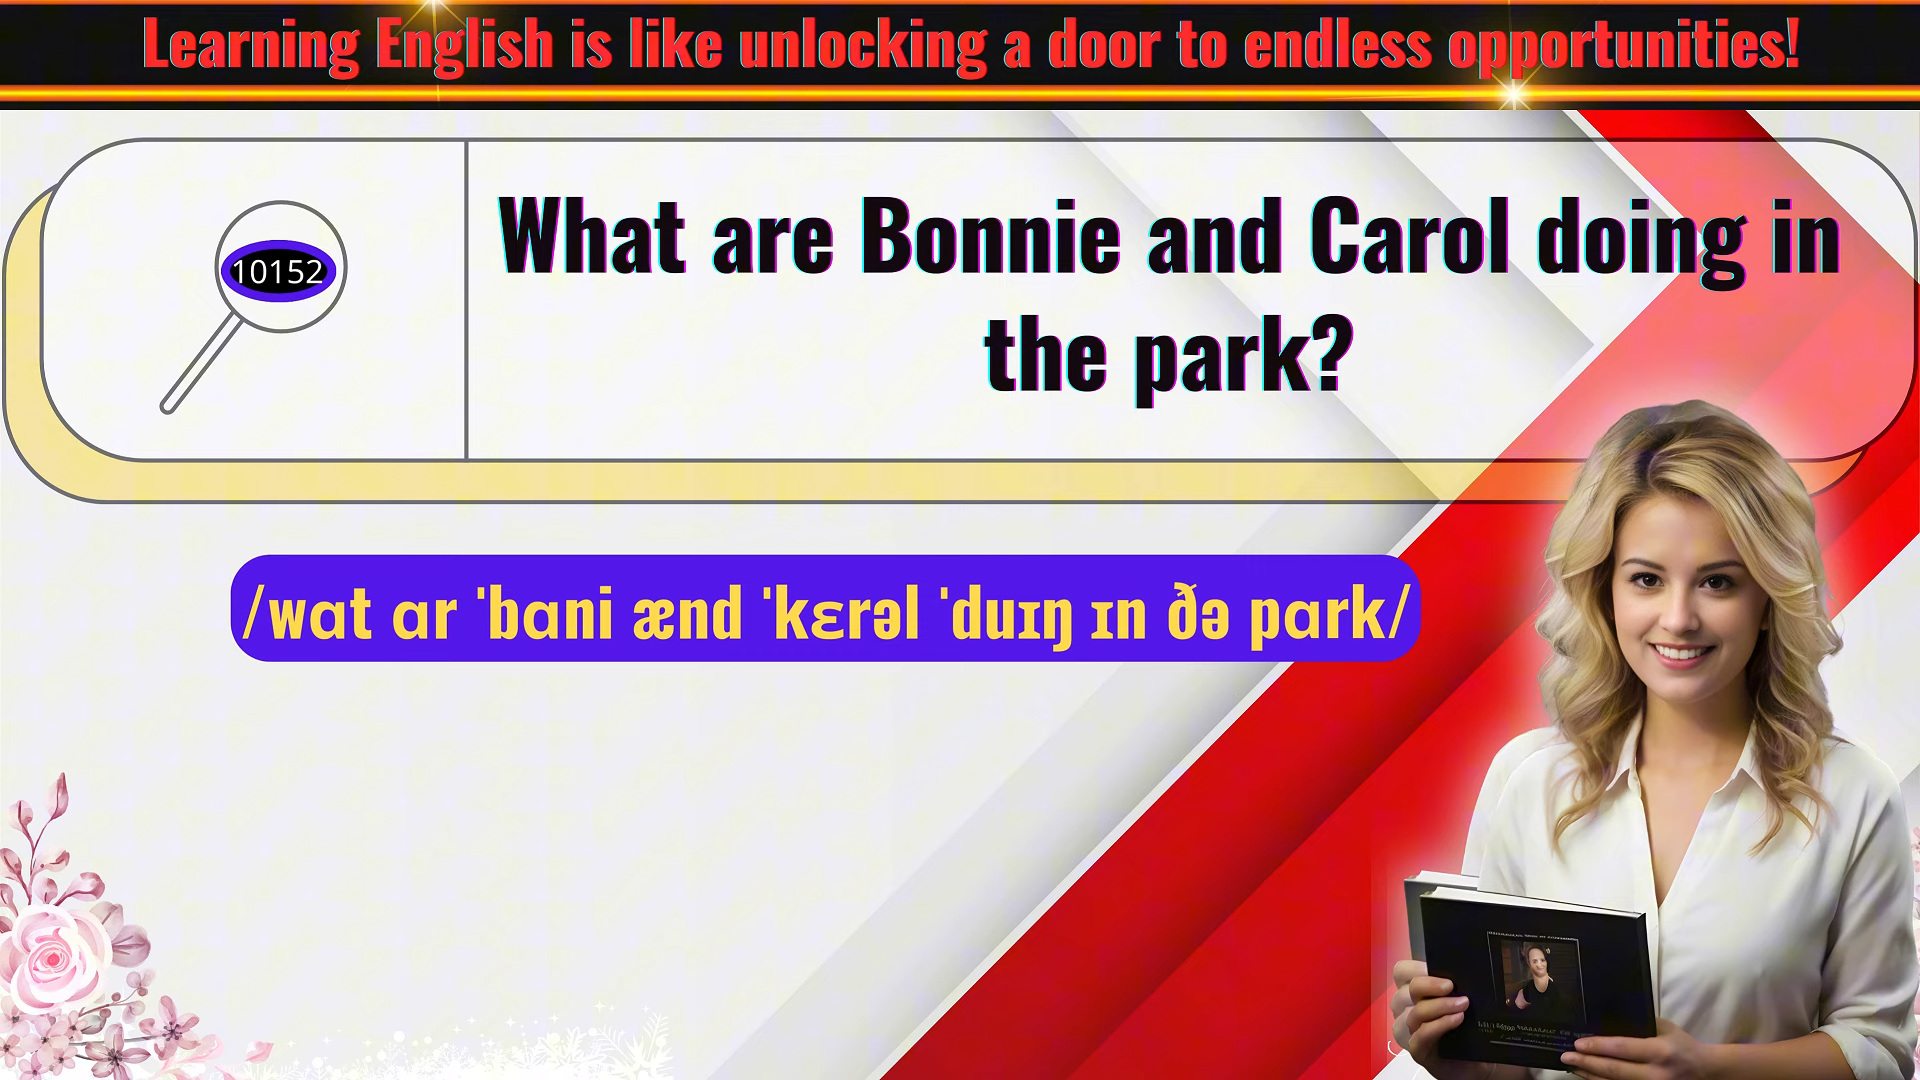 Learning English is like unlocking a door to endless opportunities!
10152
What are Bonnie and Carol doing in
the park?
/wɑt ɑr ˈbɑni ænd ˈkɛrəl ˈduɪŋ ɪn ðə pɑrk/